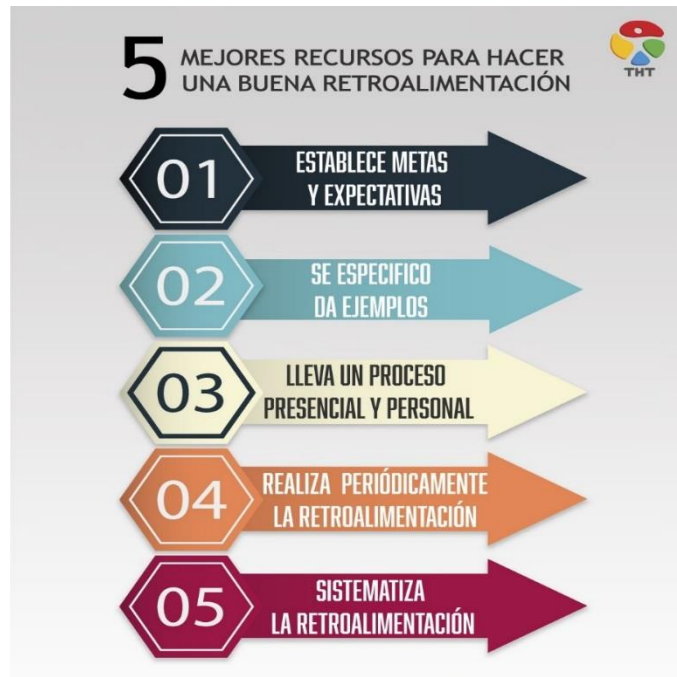 5 MEJORES RECURSOS PARA HACER
UNA BUENA RETROALIMENTACIÓN
THT
01
ESTABLECE METAS
Y EXPECTATIVAS
02
SE ESPECIFICO
DA EJEMPLOS
03
LLEVA UN PROCESO
PRESENCIAL Y PERSONAL
04
REALIZA PERIÓDICAMENTE
LA RETROALIMENTACIÓN
05
SISTEMATIZA
LA RETROALIMENTACIÓN